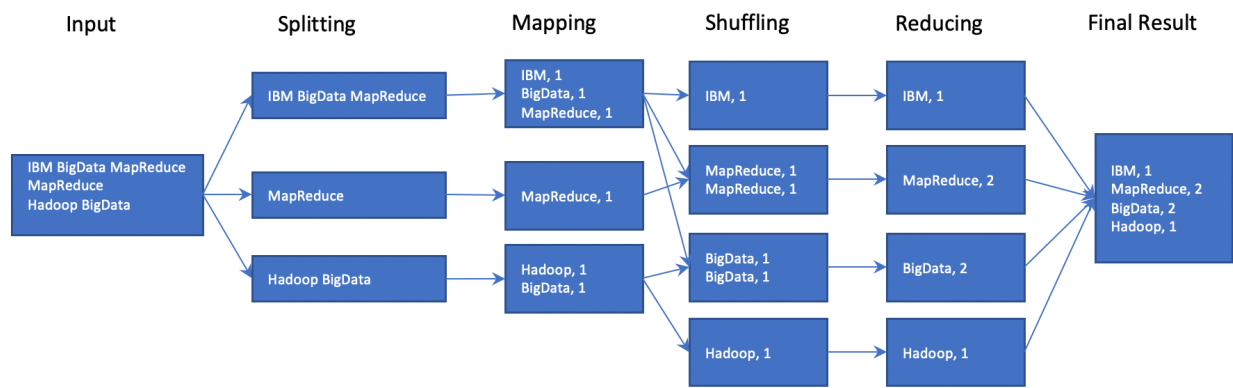 Input
Splitting
Mapping
Shuffling
Reducing
Final Result
IBM BigData MapReduce
MapReduce
Hadoop BigData
IBM BigData MapReduce
MapReduce
Hadoop BigData
IBM, 1
BigData, 1
MapReduce, 1
MapReduce, 1
Hadoop, 1
BigData, 1
IBM, 1
MapReduce, 1
MapReduce, 1
BigData, 1
BigData, 1
Hadoop, 1
IBM, 1
MapReduce, 2
BigData, 2
Hadoop, 1
IBM, 1
MapReduce, 2
BigData, 2
Hadoop, 1